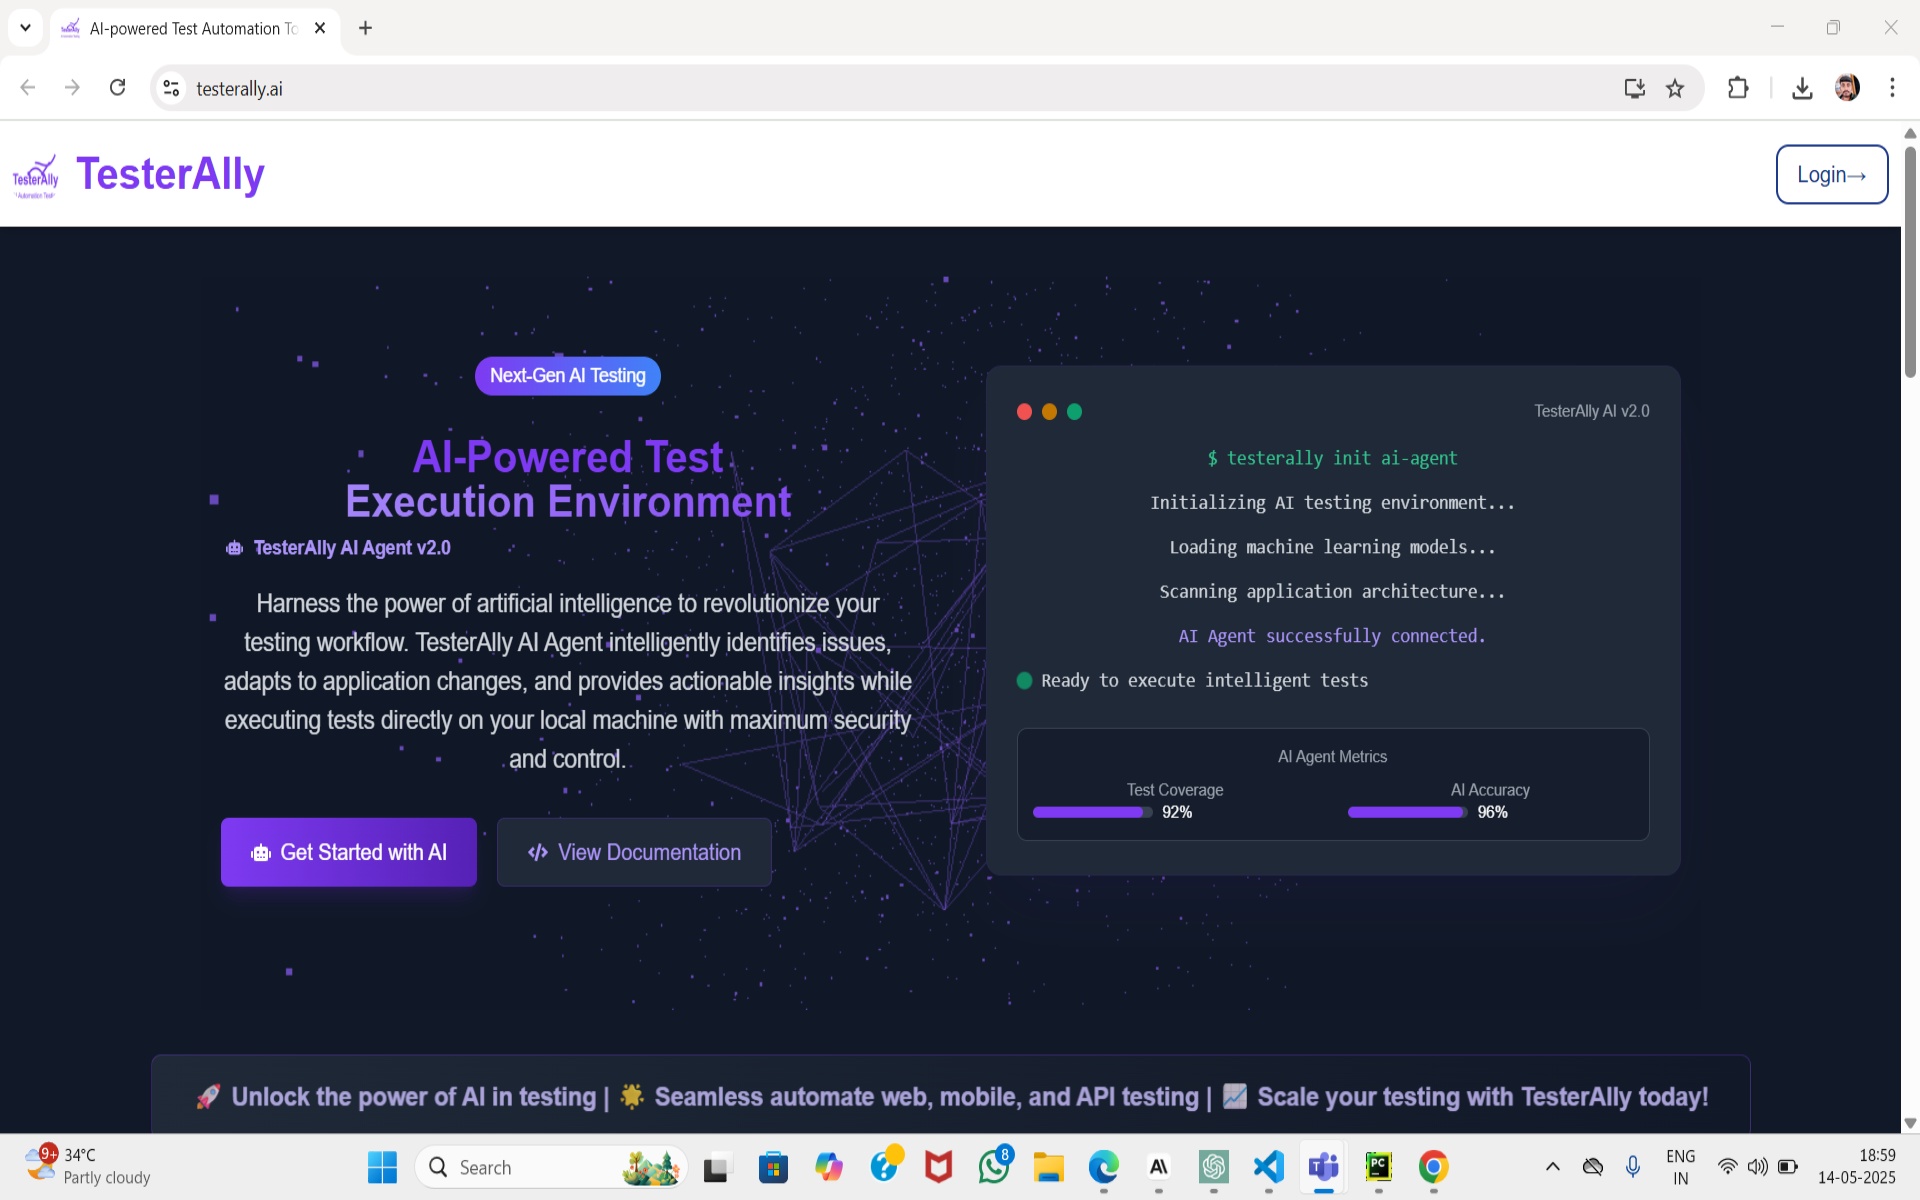 AI-powered Test Automation To
testerally.ai
TesterAlly
TesterAlly
Login→
Next-Gen AI Testing
AI-Powered Test
Execution Environment
TesterAlly AI Agent v2.0
Harness the power of artificial intelligence to revolutionize your
testing workflow. TesterAlly AI Agent intelligently identifies issues,
adapts to application changes, and provides actionable insights while
executing tests directly on your local machine with maximum security
and control.
Get Started with AI
</> View Documentation
TesterAlly AI v2.0
$ testerally init ai-agent
Initializing AI testing environment...
Loading machine learning models...
Scanning application architecture...
AI Agent successfully connected.
Ready to execute intelligent tests
AI Agent Metrics
Test Coverage
92%
AI Accuracy
96%
🚀 Unlock the power of AI in testing | 🌟 Seamless automate web, mobile, and API testing | 📈 Scale your testing with TesterAlly today!
9+
34°C
Partly cloudy
Search
8
ENG
IN
18:59
14-05-2025